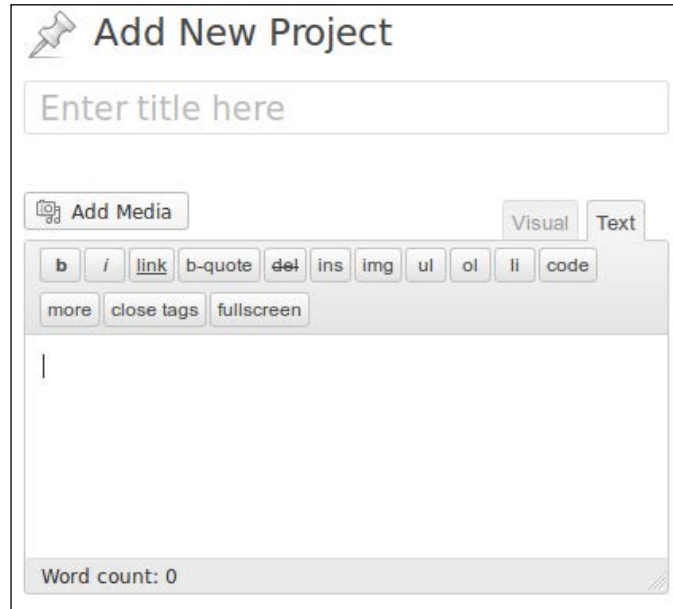 Add New Project
Enter title here
Add Media
Visual Text
b i link b-quote del ins img ul ol li code
more close tags fullscreen
Word count: 0